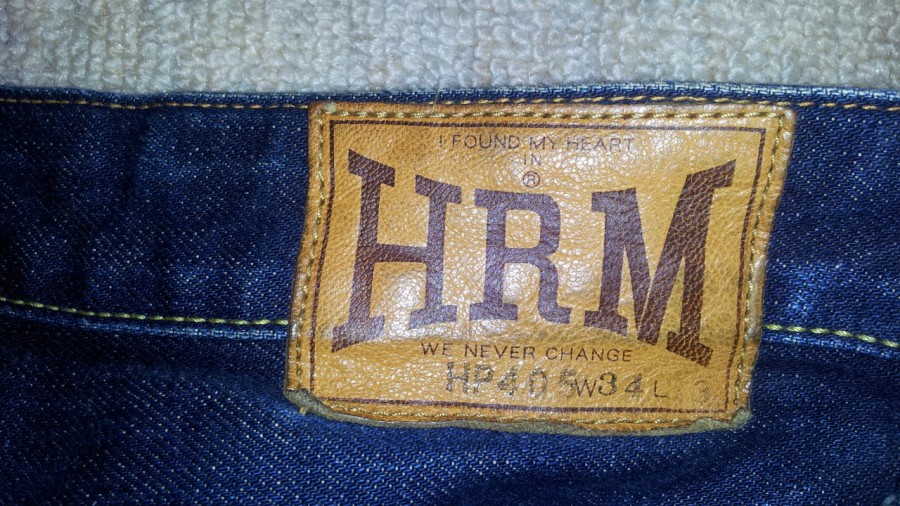 I FOUND MY HEART
IN
®
HRM
WE NEVER CHANGE
HP405 W34 L